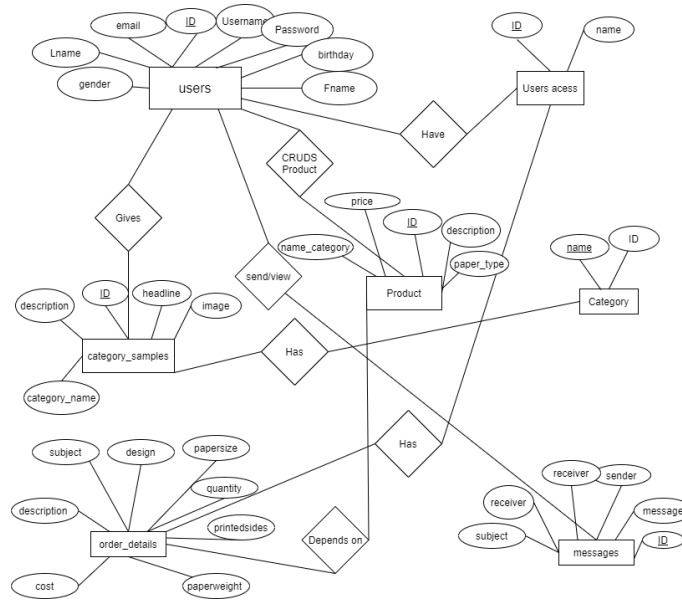 email
ID
Username
Password
Lname
birthday
gender
users
Fname
ID
name
Users acess
Have
CRUDS
Product
Gives
price
ID
description
name_category
paper_type
Product
send/view
name
ID
Category
description
ID
headline
image
category_samples
Has
category_name
subject
design
papersize
Has
quantity
description
printedsides
order_details
Depends on
cost
paperweight
receiver
sender
receiver
message
subject
messages
ID